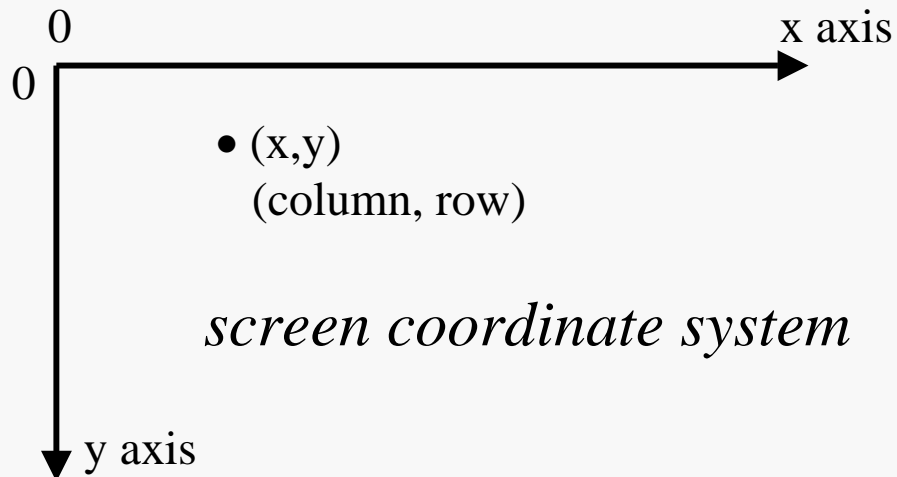 0
x axis
0
• (x,y)
(column, row)
screen coordinate system
y axis